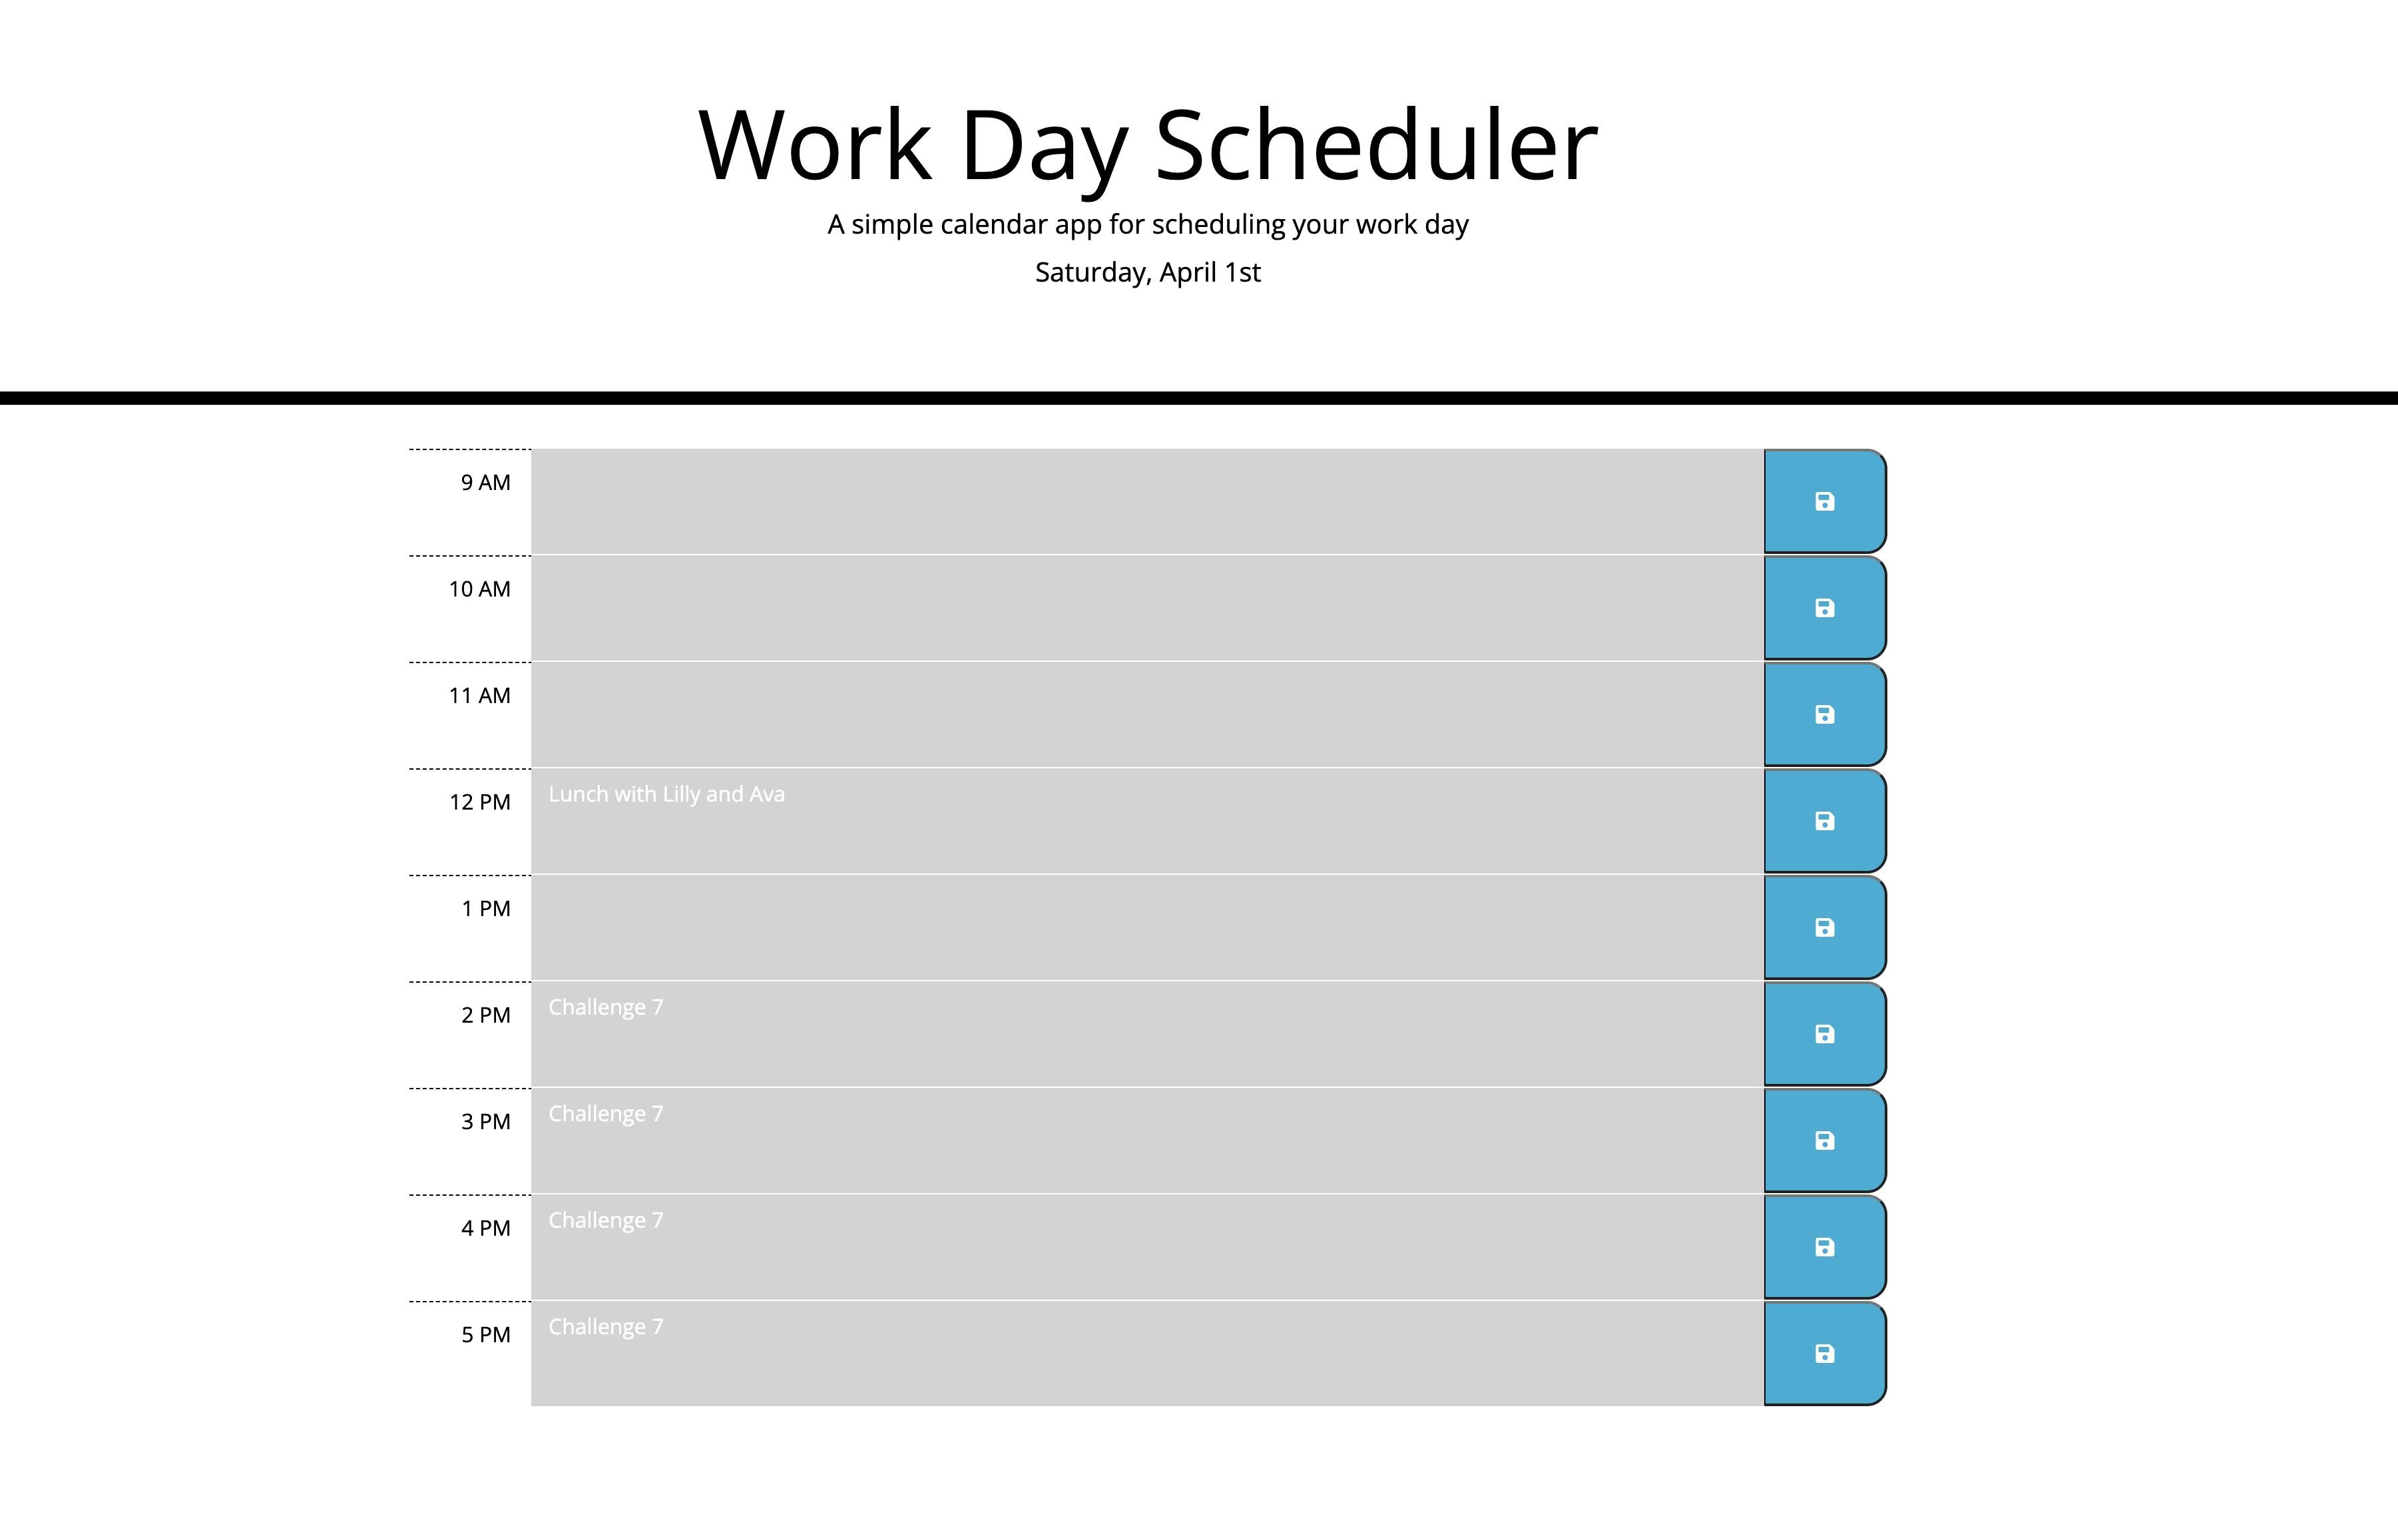 Work Day Scheduler
A simple calendar app for scheduling your work day
Saturday, April 1st
9 AM
10 AM
11 AM
12 PM Lunch with Lilly and Ava
1 PM
2 PM Challenge 7
3 PM Challenge 7
4 PM Challenge 7
5 PM Challenge 7